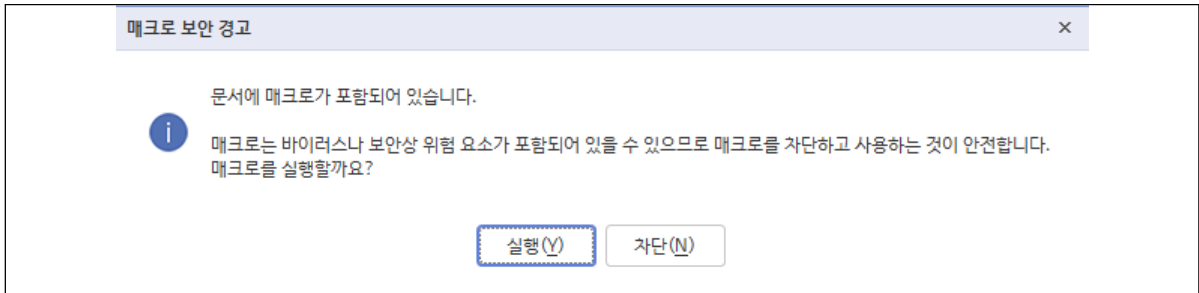 매크로 보안 경고
문서에 매크로가 포함되어 있습니다.
매크로는 바이러스나 보안상 위험 요소가 포함되어 있을 수 있으므로 매크로를 차단하고 사용하는 것이 안전합니다.
매크로를 실행할까요?
실행(Y) 차단(N)